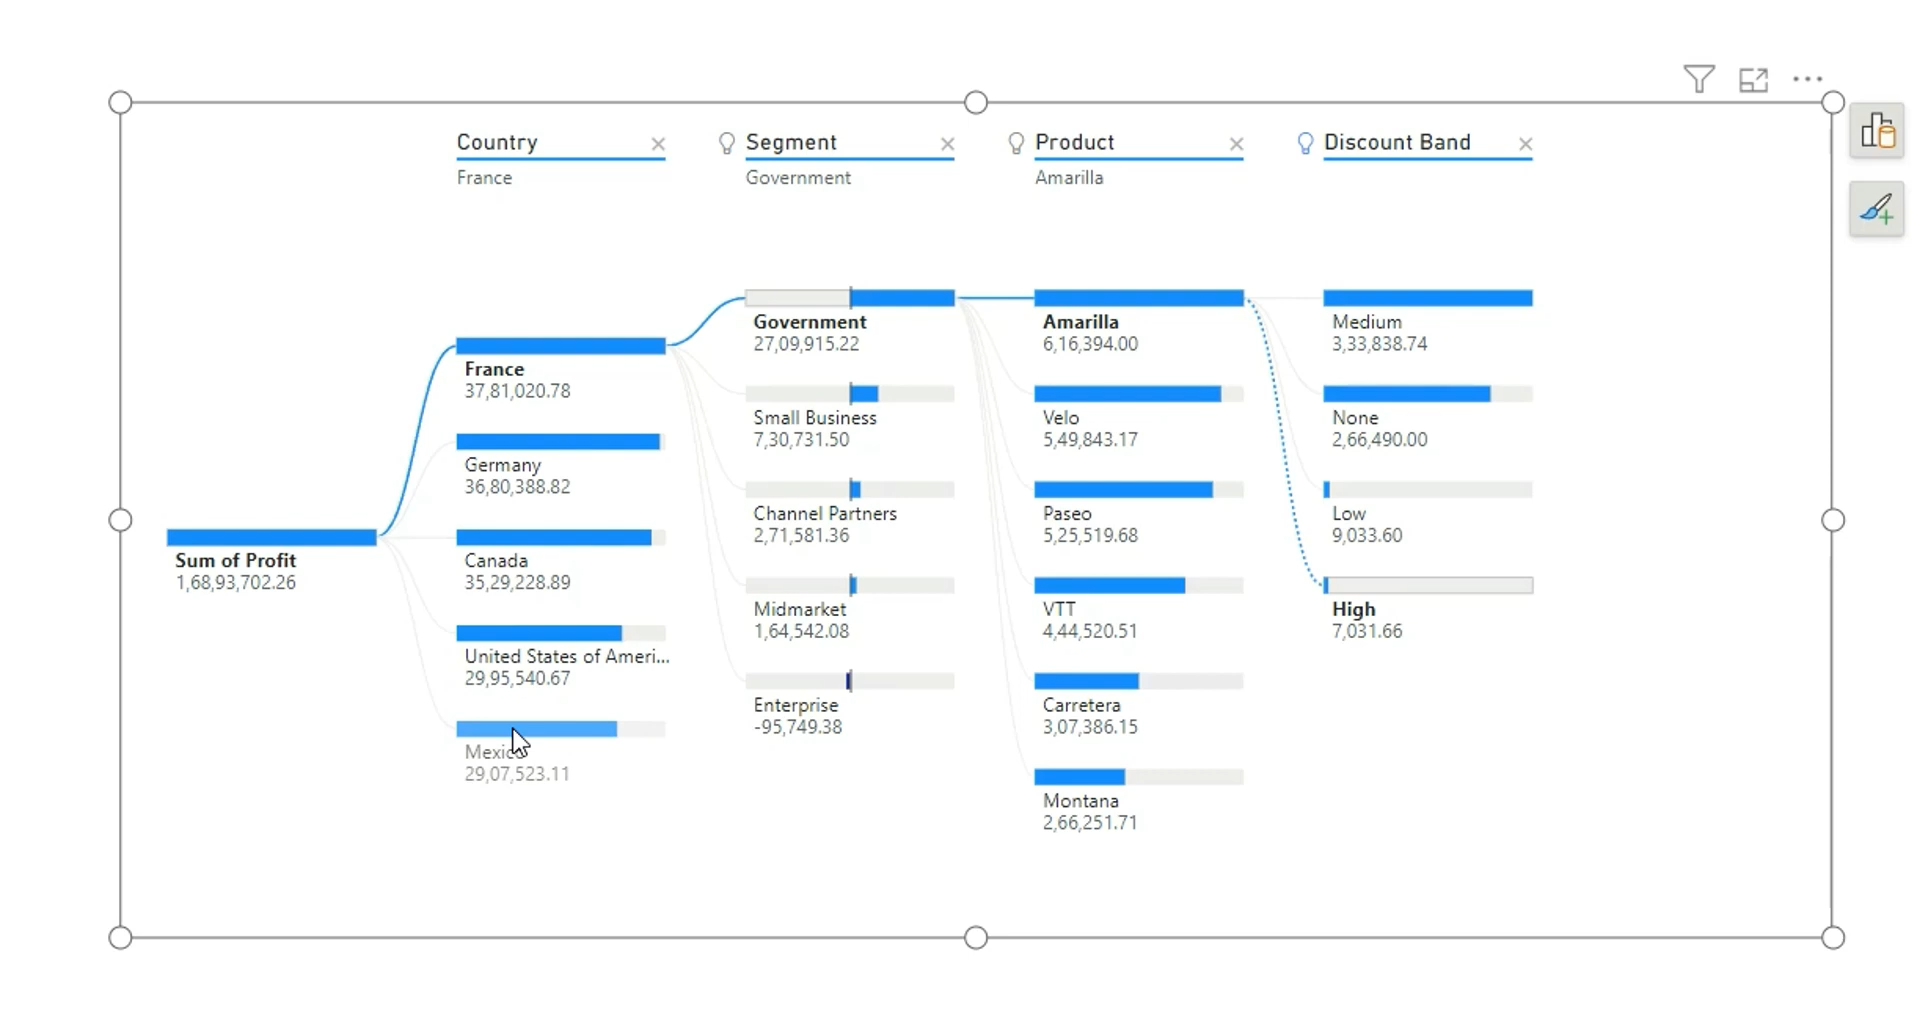 Country
Segment
Product
Discount Band
France
Government
Amarilla
Sum of Profit
1,68,93,702.26
France
37,81,020.78
Germany
36,80,388.82
Canada
35,29,228.89
United States of Ameri...
29,95,540.67
Mexico
29,07,523.11
Government
27,09,915.22
Small Business
7,30,731.50
Channel Partners
2,71,581.36
Midmarket
1,64,542.08
Enterprise
-95,749.38
Amarilla
6,16,394.00
Velo
5,49,843.17
Paseo
5,25,519.68
VTT
4,44,520.51
Carretera
3,07,386.15
Montana
2,66,251.71
Medium
3,33,838.74
None
2,66,490.00
Low
9,033.60
High
7,031.66